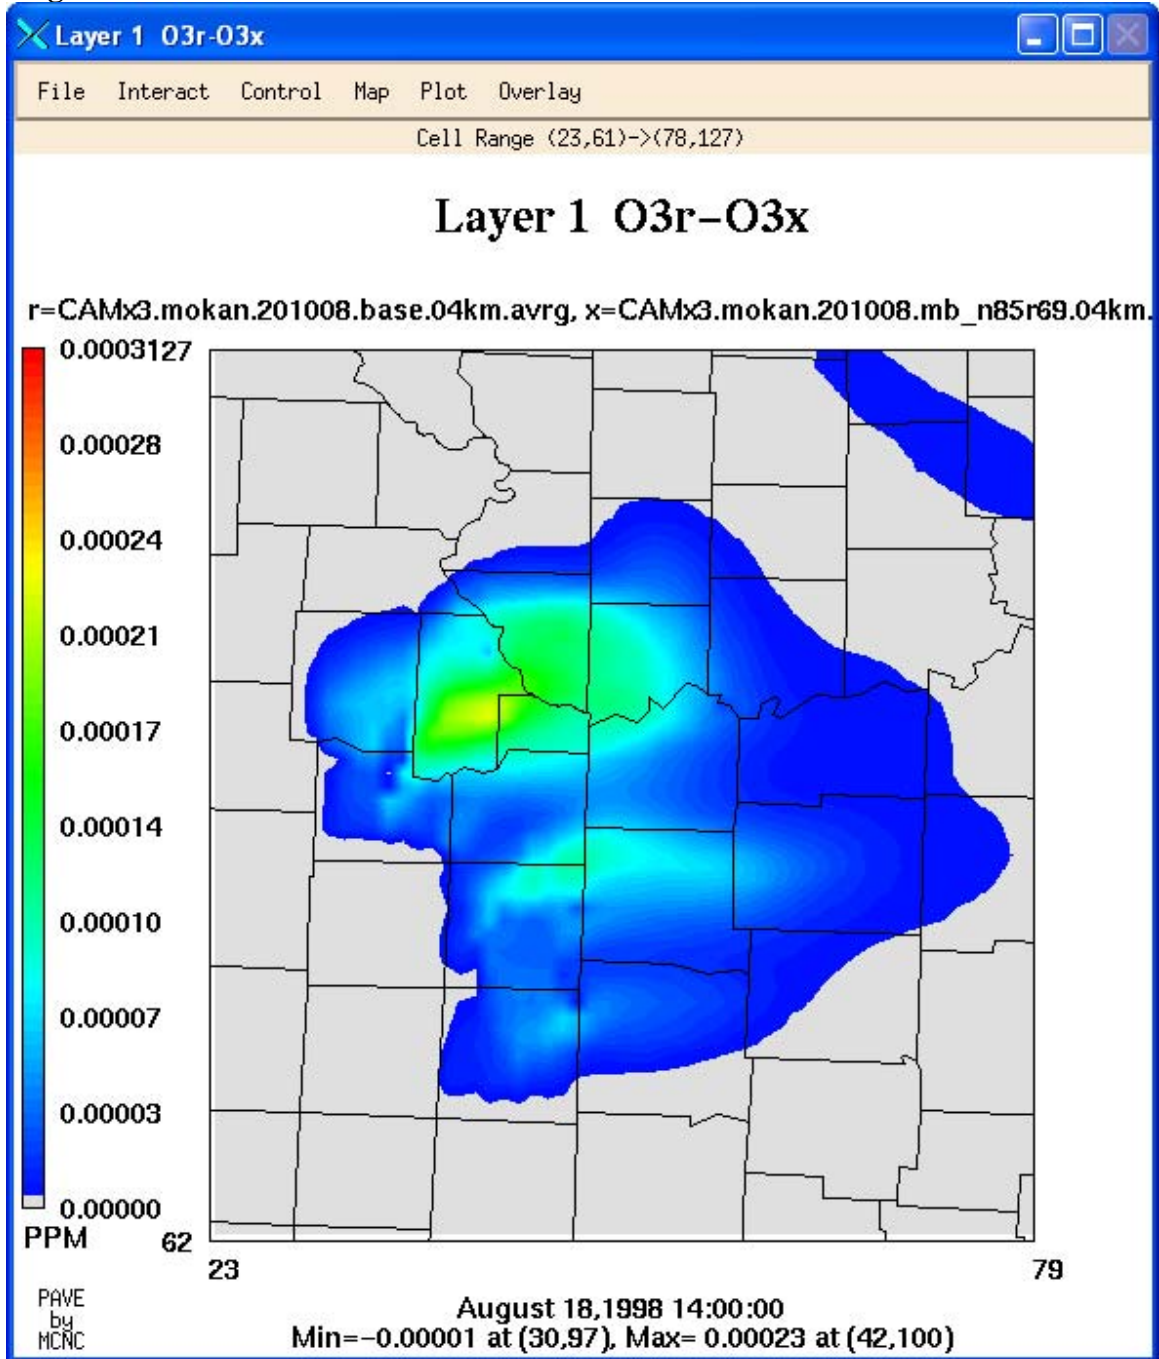 Layer 1 O3r-O3x
File Interact Control Map Plot Overlay
Cell Range (23,61)->(78,127)
Layer 1 O3r−O3x
r=CAMx3.mokan.201008.base.04km.avrg, x=CAMx3.mokan.201008.mb_n85r69.04km.
0.0003127
0.00028
0.00024
0.00021
0.00017
0.00014
0.00010
0.00007
0.00003
0.00000
PPM
62
23
79
PAVE
by
MCNC
August 18,1998 14:00:00
Min=−0.00001 at (30,97), Max= 0.00023 at (42,100)